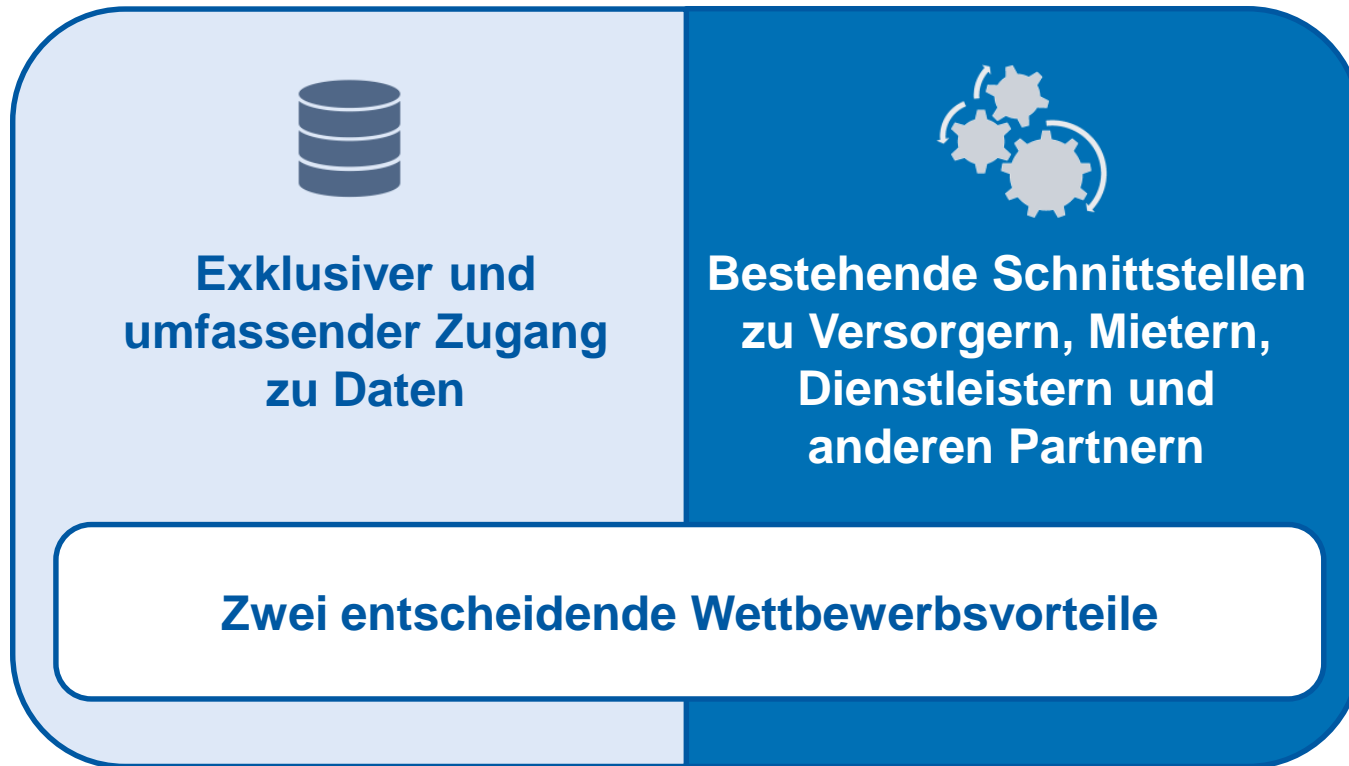 Exklusiver und
umfassender Zugang
zu Daten
Bestehende Schnittstellen
zu Versorgern, Mietern,
Dienstleistern und
anderen Partnern
Zwei entscheidende Wettbewerbsvorteile